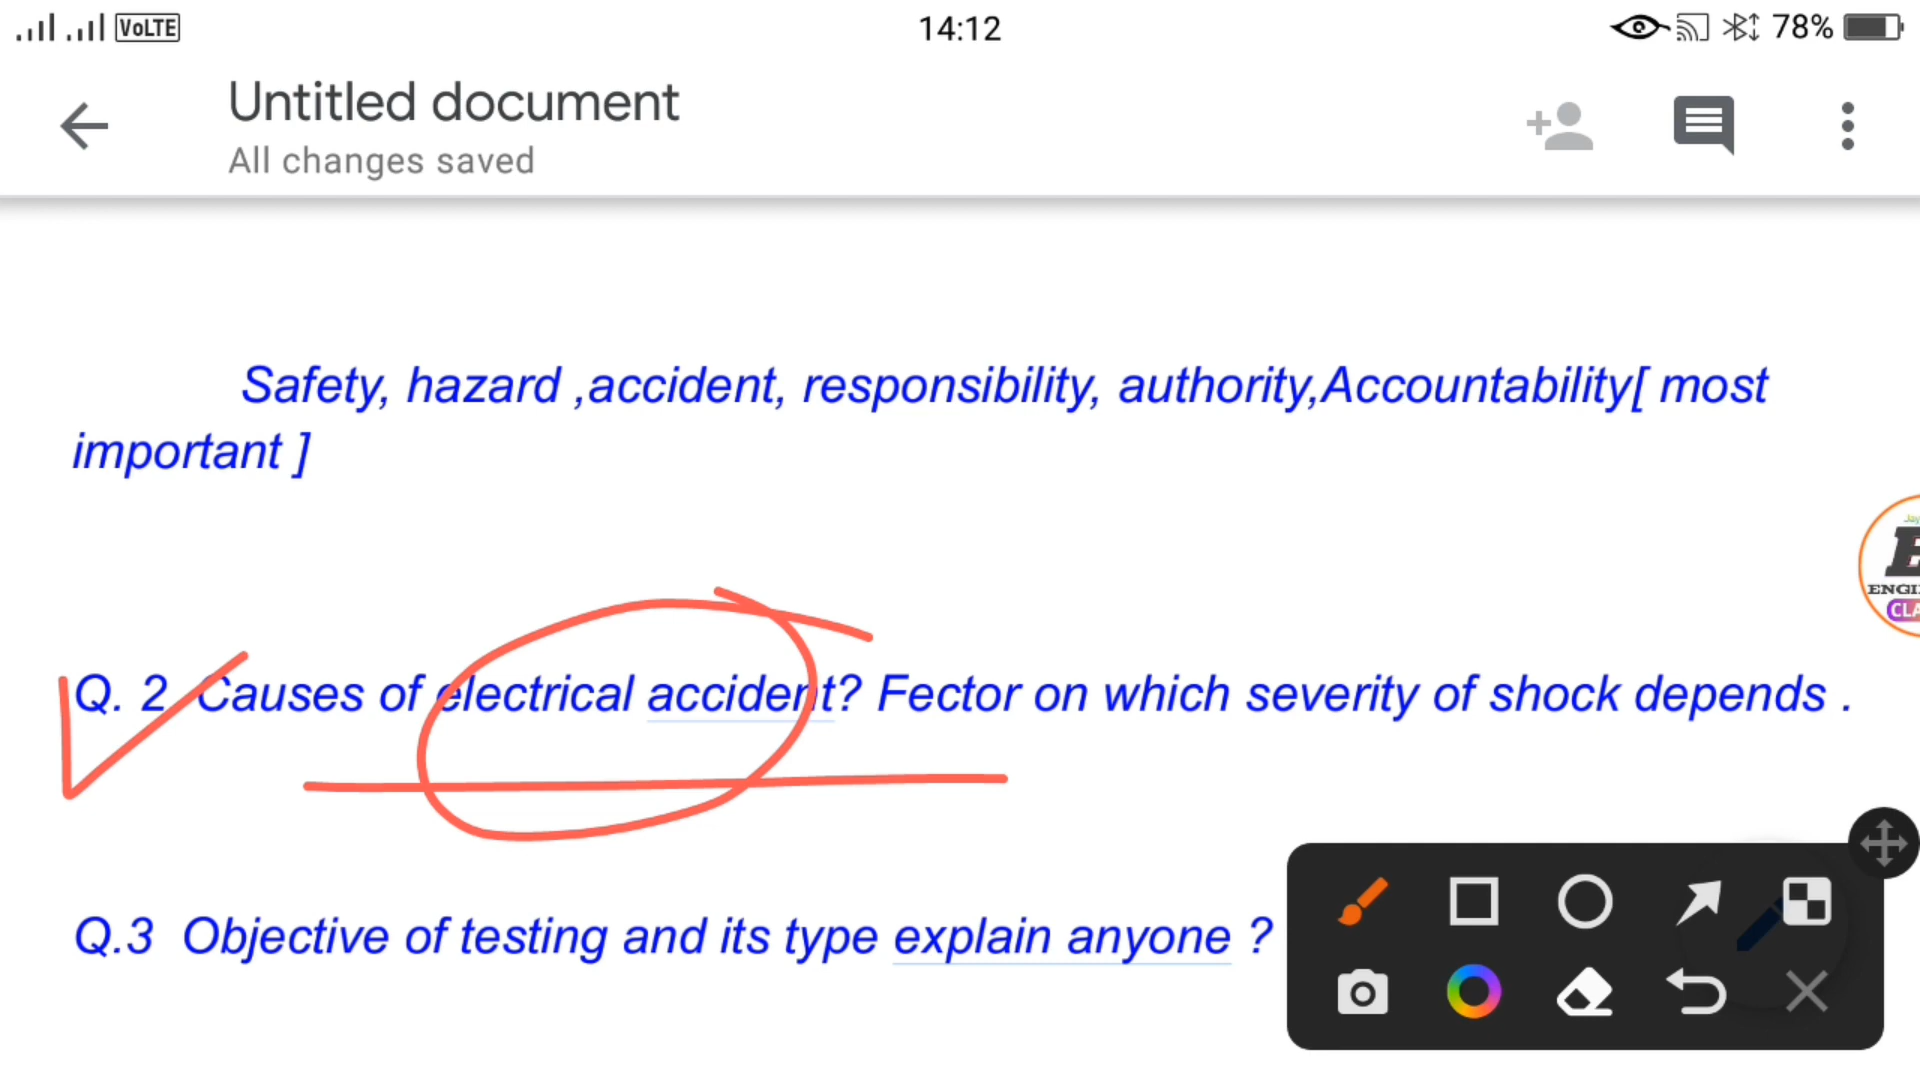 VoLTE 14:12 78%
Untitled document
All changes saved
Safety, hazard ,accident, responsibility, authority,Accountability[ most
important ]
Q. 2 Causes of electrical accident? Fector on which severity of shock depends .
Q.3 Objective of testing and its type explain anyone ?